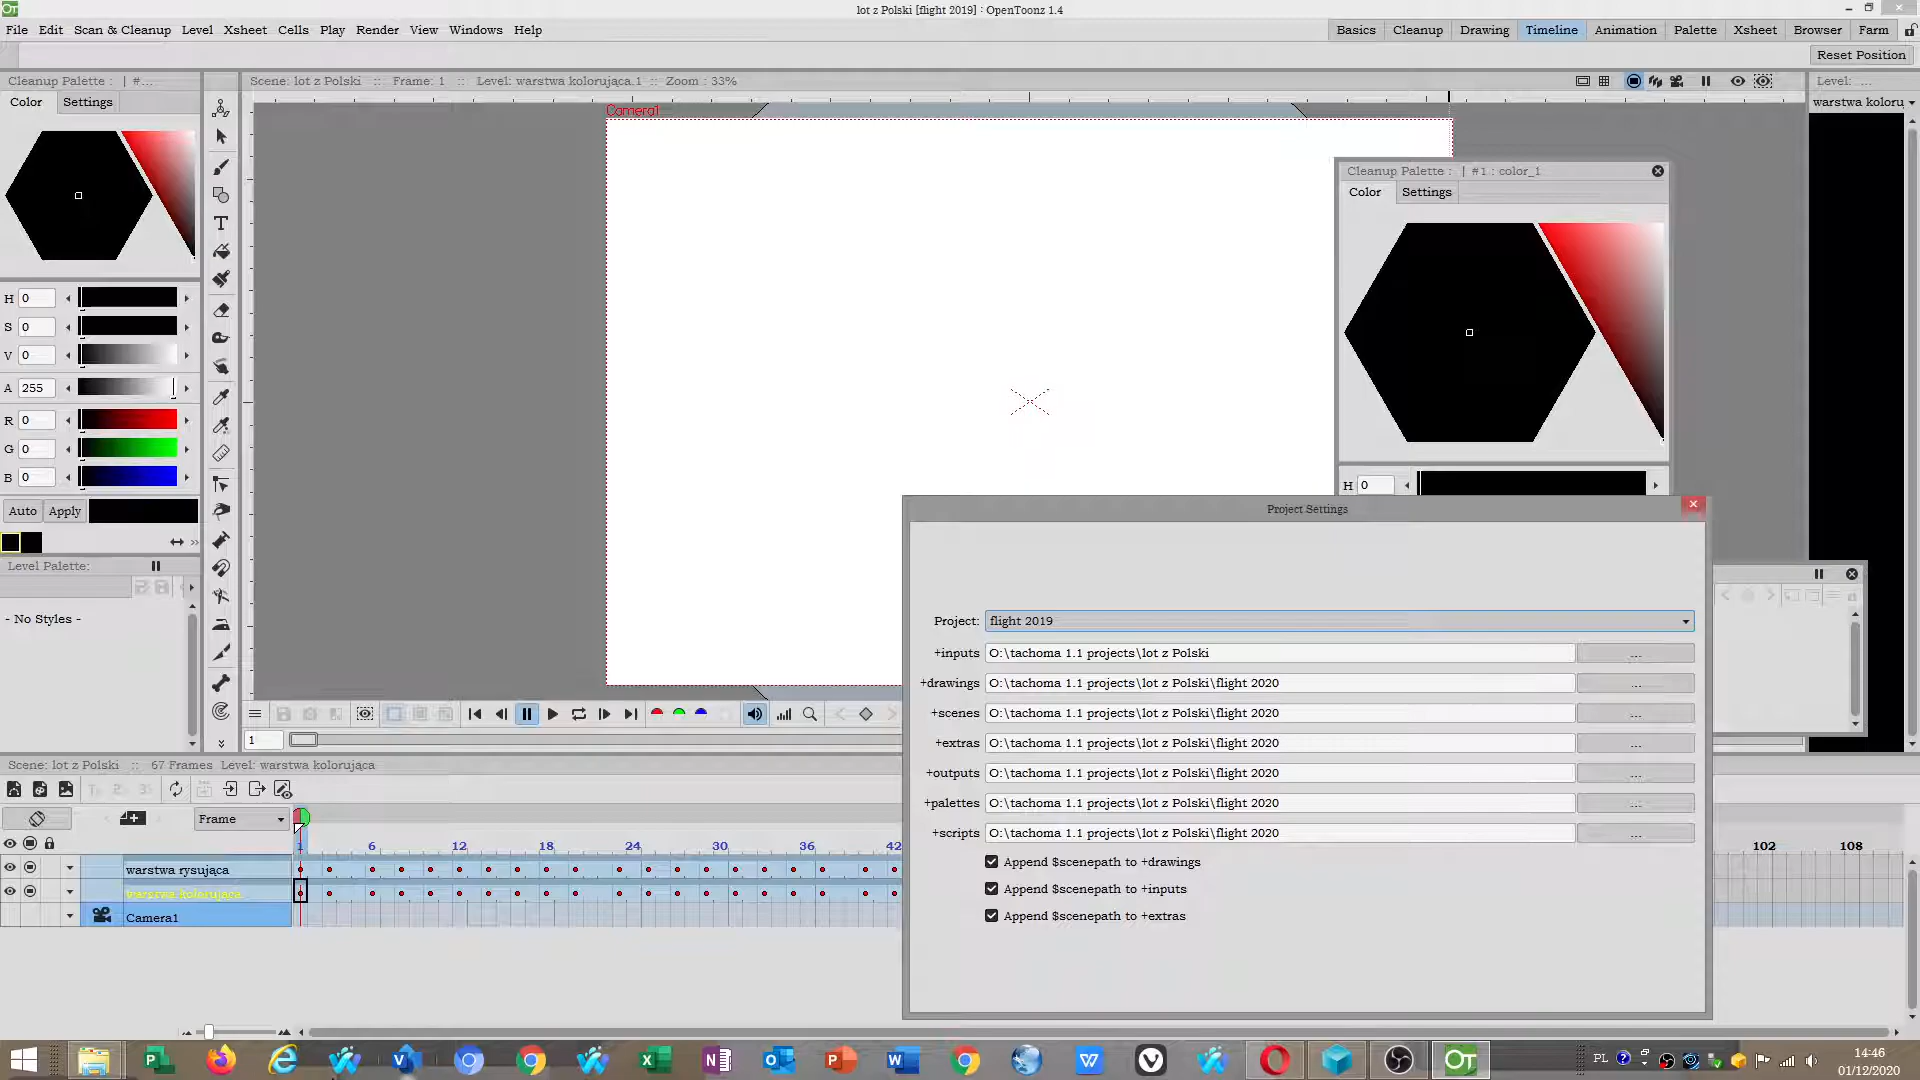 lot z Polski [flight 2019] : OpenToonz 1.4
File Edit Scan & Cleanup Level Xsheet Cells Play Render View Windows Help
Basics Cleanup Drawing Timeline Animation Palette Xsheet Browser Farm
Reset Position
Cleanup Palette : | #...
Color Settings
H 0
S 0
V 0
A 255
R 0
G 0
B 0
Auto Apply
Level Palette:
- No Styles -
Scene: lot z Polski :: Frame: 1 :: Level: warstwa kolorująca.1 :: Zoom : 33%
Camera1
Level: ...
warstwa koloru
Cleanup Palette : | #1 : color_1
Color Settings
H 0
1
Project Settings
Project: flight 2019
+inputs O:\tachoma 1.1 projects\lot z Polski ...
+drawings O:\tachoma 1.1 projects\lot z Polski\flight 2020 ...
+scenes O:\tachoma 1.1 projects\lot z Polski\flight 2020 ...
+extras O:\tachoma 1.1 projects\lot z Polski\flight 2020 ...
+outputs O:\tachoma 1.1 projects\lot z Polski\flight 2020 ...
+palettes O:\tachoma 1.1 projects\lot z Polski\flight 2020 ...
+scripts O:\tachoma 1.1 projects\lot z Polski\flight 2020 ...
Append $scenepath to +drawings
Append $scenepath to +inputs
Append $scenepath to +extras
Scene: lot z Polski :: 67 Frames Level: warstwa kolorująca
Frame
1 6 12 18 24 30 36 42 102 108
warstwa rysująca
warstwa kolorująca
Camera1
PL
14:46
01/12/2020